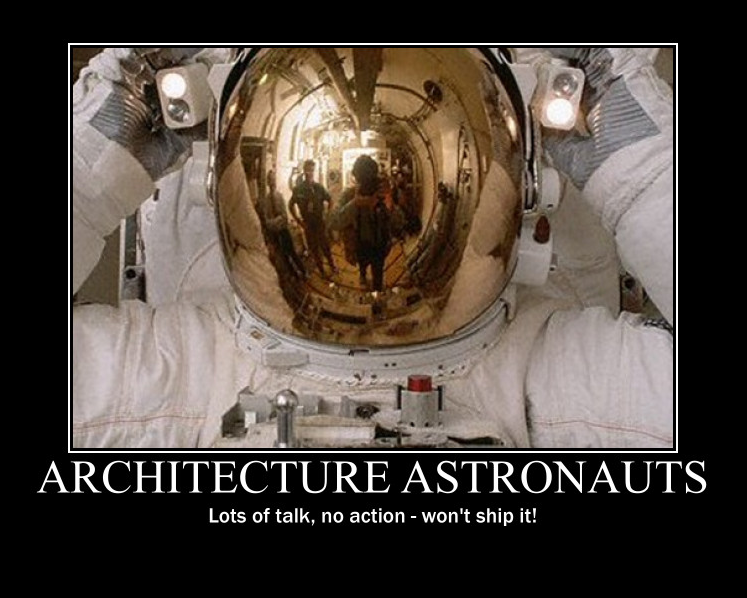 ARCHITECTURE ASTRONAUTS
Lots of talk, no action - won't ship it!